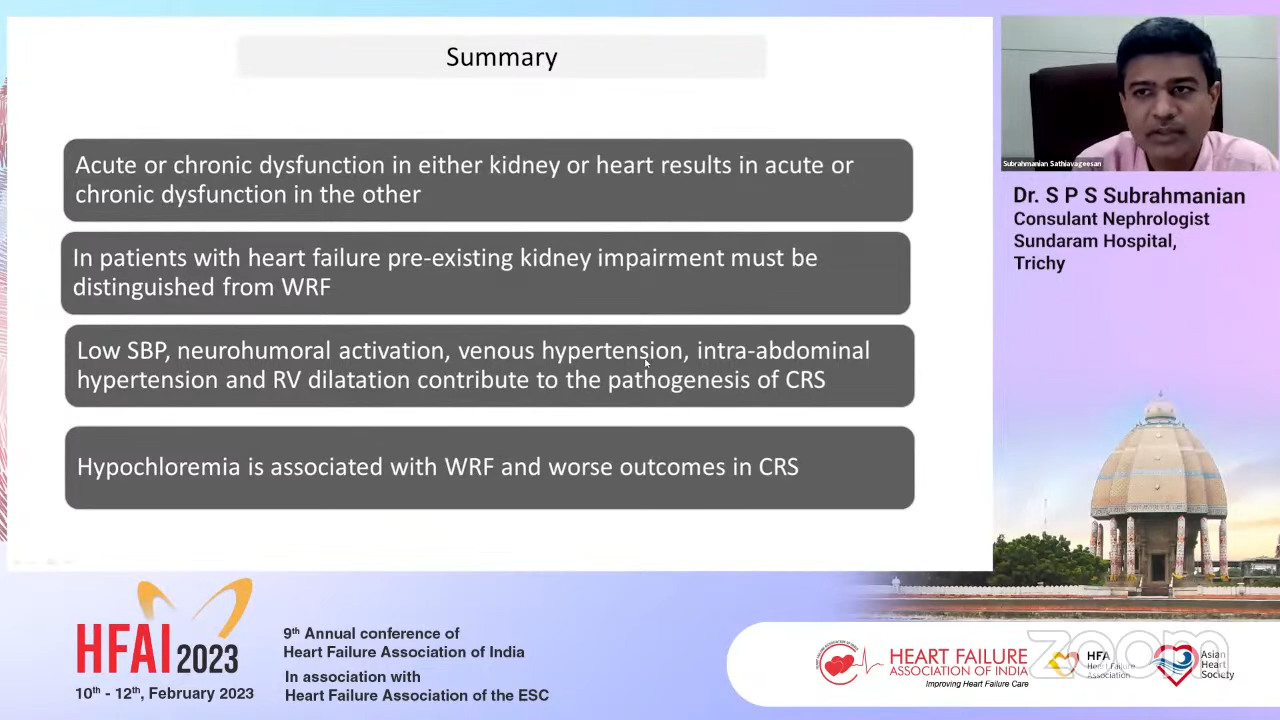 Summary
Acute or chronic dysfunction in either kidney or heart results in acute or
chronic dysfunction in the other
In patients with heart failure pre-existing kidney impairment must be
distinguished from WRF
Low SBP, neurohumoral activation, venous hypertension, intra-abdominal
hypertension and RV dilatation contribute to the pathogenesis of CRS
Hypochloremia is associated with WRF and worse outcomes in CRS
Subrahmanian Sathiavageesan
Dr. S P S Subrahmanian
Consulant Nephrologist
Sundaram Hospital,
Trichy
HFAI 2023
10th - 12th, February 2023
9th Annual conference of
Heart Failure Association of India
In association with
Heart Failure Association of the ESC
HEART FAILURE
ASSOCIATION OF INDIA
Improving Heart Failure Care
HFA
Heart Failure
Association
Asian
Heart
Society
zoom